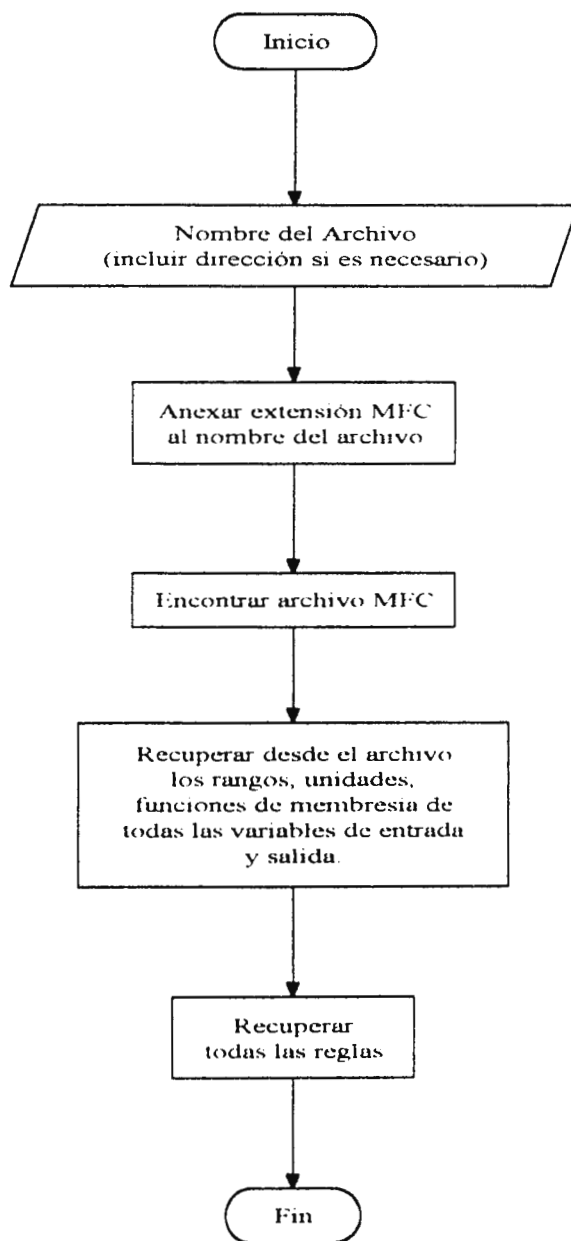 Inicio
Nombre del Archivo
(incluir dirección si es necesario)
Anexar extensión MFC
al nombre del archivo
Encontrar archivo MFC
Recuperar desde el archivo
los rangos, unidades,
funciones de membresia de
todas las variables de entrada
y salida.
Recuperar
todas las reglas
Fin